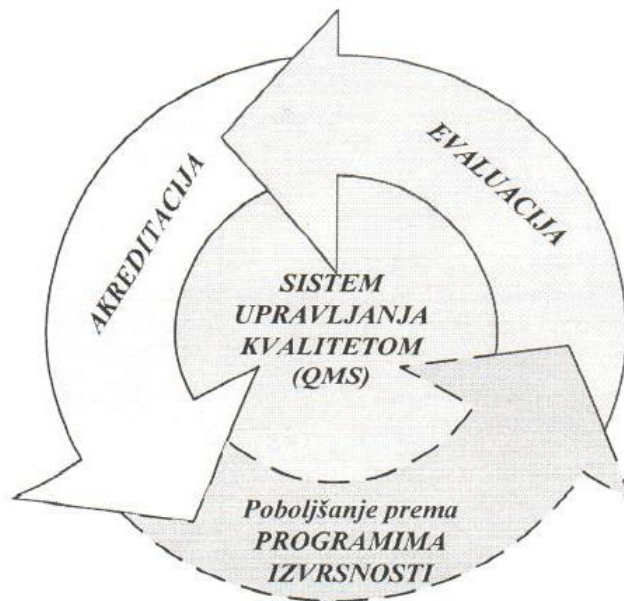 EVALUACIJA
AKREDITACIJA
SISTEM
UPRAVLJANJA
KVALITETOM
(QMS)
Poboljšanje prema
PROGRAMIMA
IZVRSNOSTI